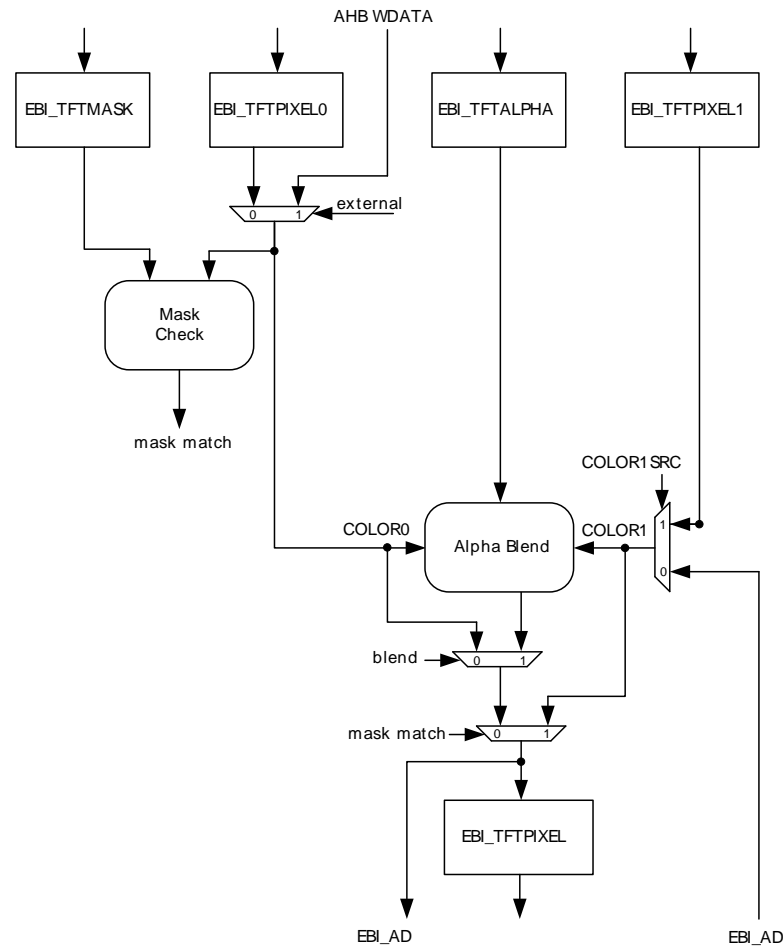 AHB WDATA
EBI_TFTMASK
EBI_TFTPIXEL0
EBI_TFTALPHA
EBI_TFTPIXEL1
0 1
external
Mask
Check
mask match
COLOR1SRC
COLOR0
Alpha Blend
COLOR1
1
0
blend
0 1
mask match
0 1
EBI_TFTPIXEL
EBI_AD
EBI_AD